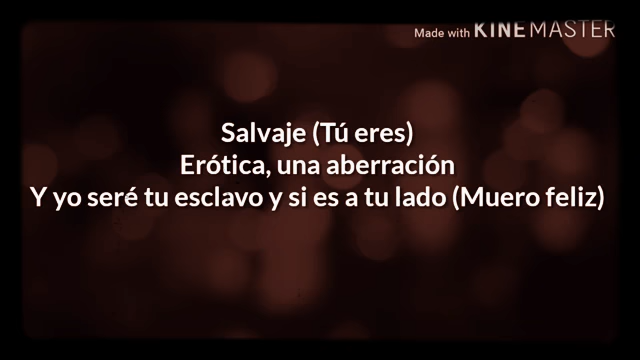 Made with KINEMASTER
Salvaje (Tú eres)
Erótica, una aberración
Y yo seré tu esclavo y si es a tu lado (Muero feliz)